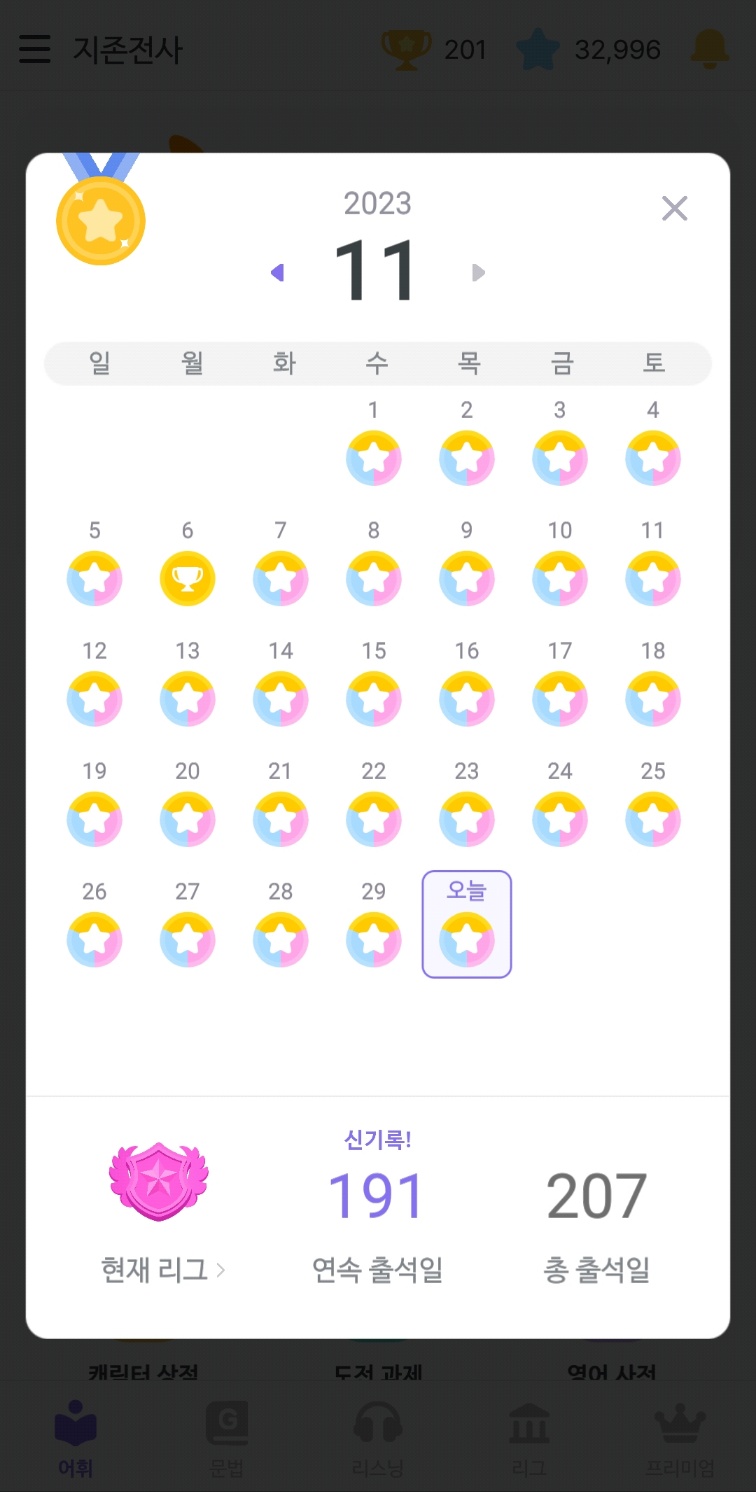 지존전사 201 32,996
2023
11
일 월 화 수 목 금 토
1 2 3 4
5 6 7 8 9 10 11
12 13 14 15 16 17 18
19 20 21 22 23 24 25
26 27 28 29 오늘
신기록!
191 207
현재 리그 연속 출석일 총 출석일
캐릭터 상점 도전 과제 영어 사전
G
어휘 문법 리스닝 리그 프리미엄